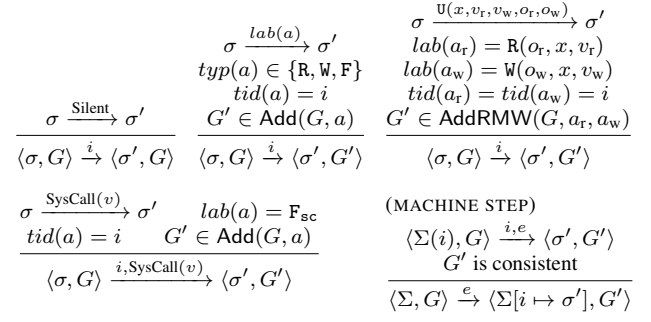 σ —Silent→ σ′
⟨σ, G⟩ —i→ ⟨σ′, G⟩
σ —lab(a)→ σ′
typ(a) ∈ {R, W, F}
tid(a) = i
G′ ∈ Add(G, a)
⟨σ, G⟩ —i→ ⟨σ′, G′⟩
σ —U(x, v_r, v_w, o_r, o_w)→ σ′
lab(a_r) = R(o_r, x, v_r)
lab(a_w) = W(o_w, x, v_w)
tid(a_r) = tid(a_w) = i
G′ ∈ AddRMW(G, a_r, a_w)
⟨σ, G⟩ —i→ ⟨σ′, G′⟩
σ —SysCall(v)→ σ′ lab(a) = F_sc
tid(a) = i G′ ∈ Add(G, a)
⟨σ, G⟩ —i,SysCall(v)→ ⟨σ′, G′⟩
(MACHINE STEP)
⟨Σ(i), G⟩ —i,e→ ⟨σ′, G′⟩
G′ is consistent
⟨Σ, G⟩ —e→ ⟨Σ[i ↦ σ′], G′⟩